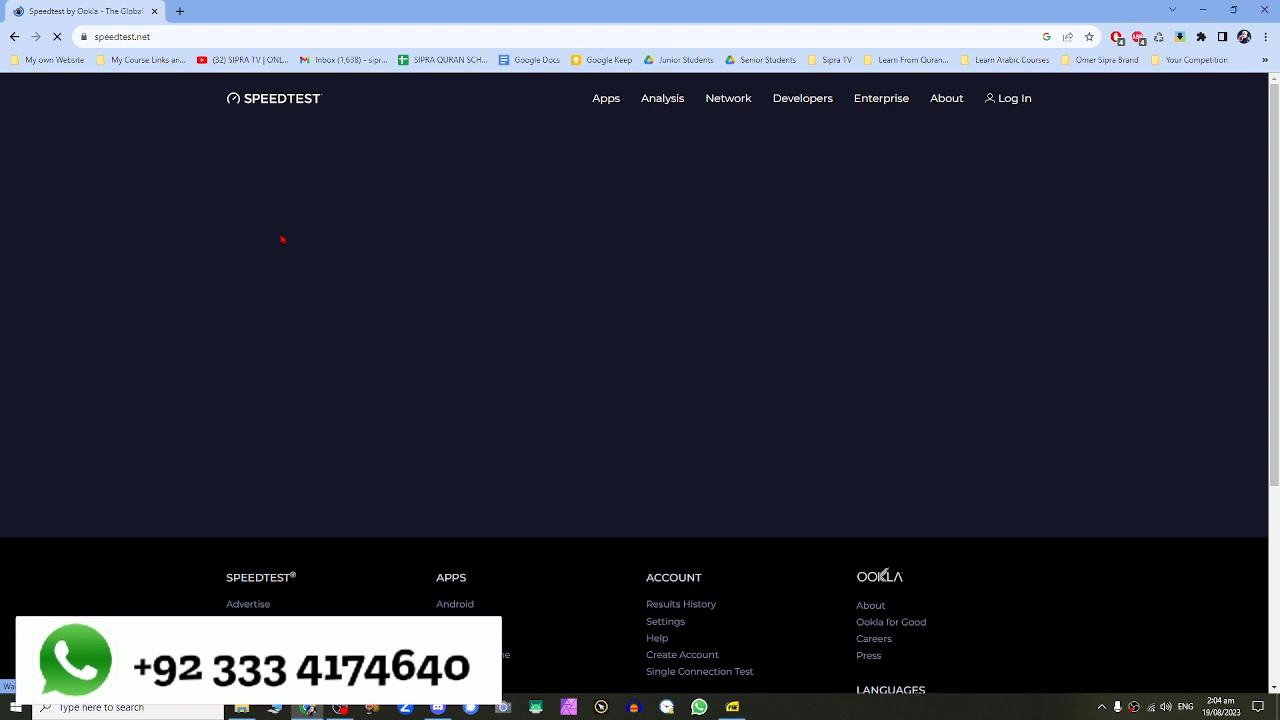 Speedtest by Ookla - The Global
speedtest.net
My own Website
My Course Links an...
(32) SIPRA TV | ONL...
Inbox (1,638) - sipr...
SIPRA QURAN SCH...
Google Docs
Google Keep
Junior Students
Senior Students
Sipra TV
Learn From Quran...
Learn Arabic Courses
Omer the Brand
Your Competition
»
SPEEDTEST
Apps
Analysis
Network
Developers
Enterprise
About
Log In
SPEEDTEST®
APPS
ACCOUNT
OOKLA
Advertise
Android
Results History
About
Settings
Ookla for Good
Help
Careers
Create Account
Press
Single Connection Test
LANGUAGES
+92 333 4174640
Type here to search
2:04 am
19/08/2023